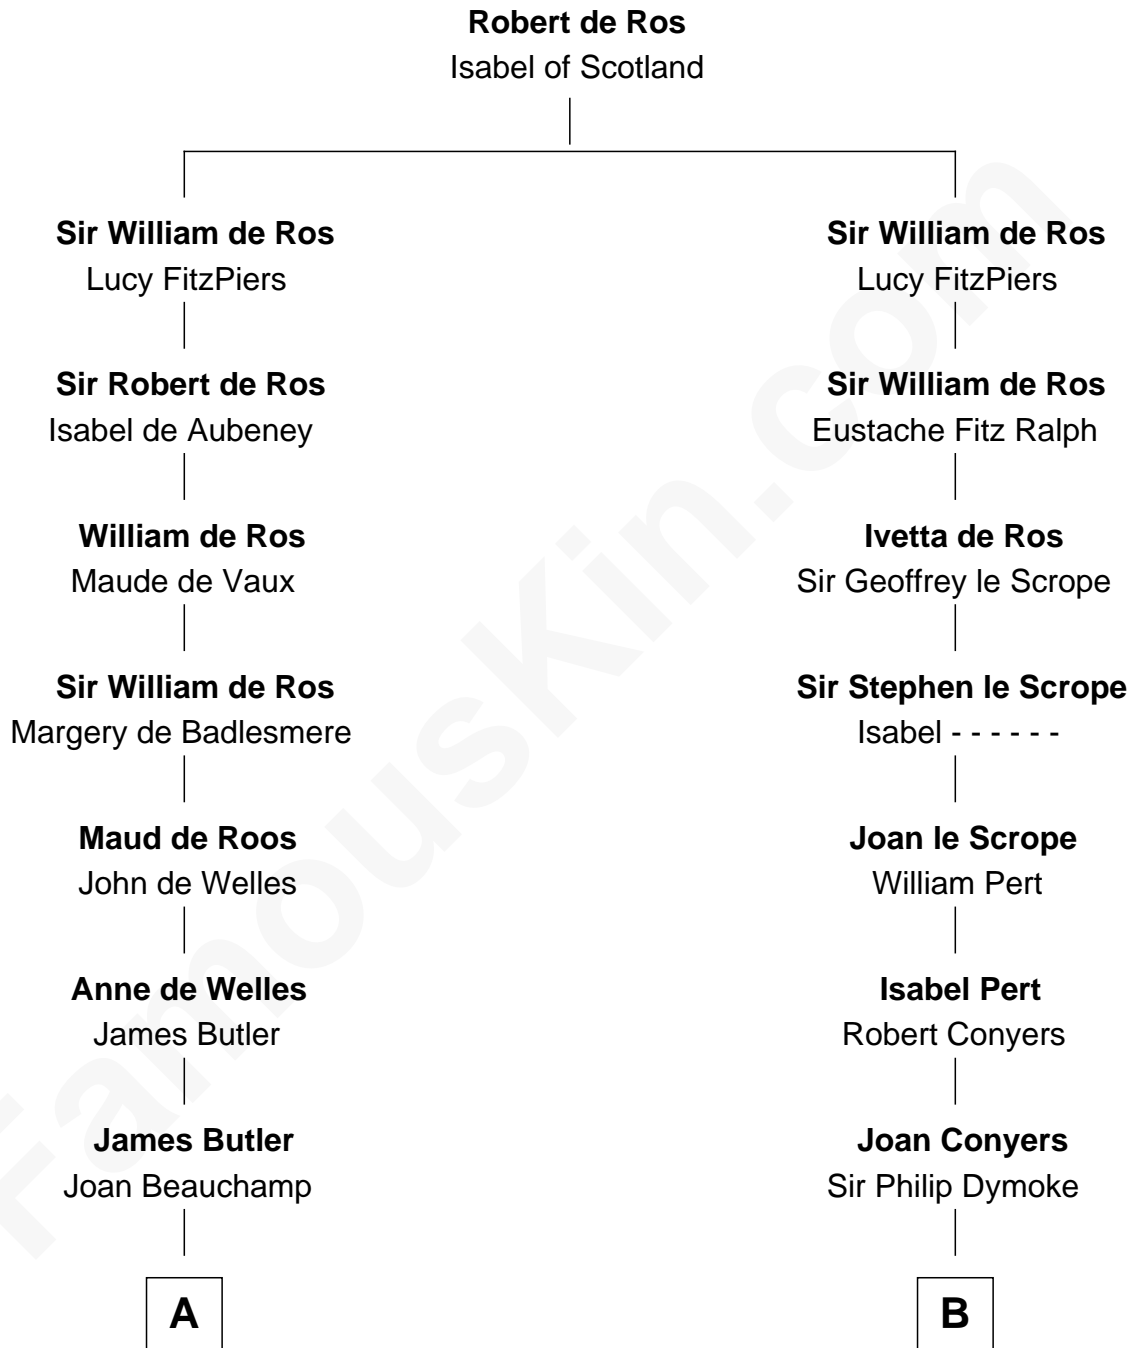 Robert de Ros
Isabel of Scotland
Sir William de Ros
Lucy FitzPiers
Sir William de Ros
Lucy FitzPiers
Sir Robert de Ros
Isabel de Aubeney
Sir William de Ros
Eustache Fitz Ralph
William de Ros
Maude de Vaux
Ivetta de Ros
Sir Geoffrey le Scrope
Sir William de Ros
Margery de Badlesmere
Sir Stephen le Scrope
Isabel - - - - - -
Maud de Roos
John de Welles
Joan le Scrope
William Pert
Anne de Welles
James Butler
Isabel Pert
Robert Conyers
James Butler
Joan Beauchamp
Joan Conyers
Sir Philip Dymoke
A
B
FamousKin.com